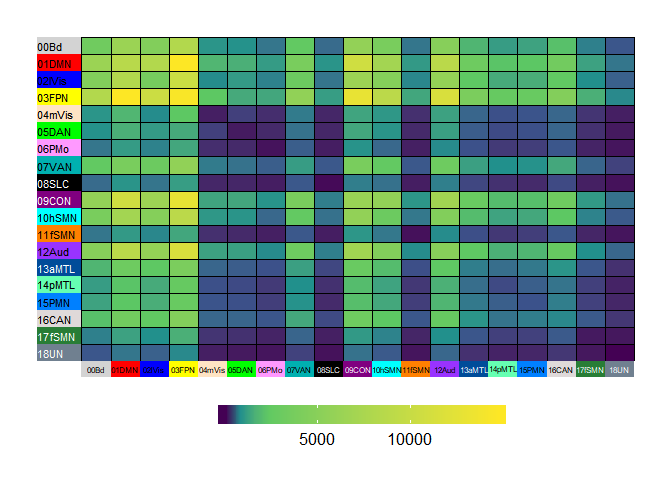 00Bd
01DMN
02Vis
03FPN
04mVis
05DAN
06PMo
07VAN
08SLC
09CON
10hSMN
11fSMN
12Aud
13aMTL
14pMTL
15PMN
16CAN
17fSMN
18UN
00Bd 01DMN 02Vis 03FPN 04mVis 05DAN 06PMo 07VAN 08SLC 09CON 10hSMN 11fSMN 12Aud 13aMTL 14pMTL 15PMN 16CAN 17fSMN 18UN
5000 10000